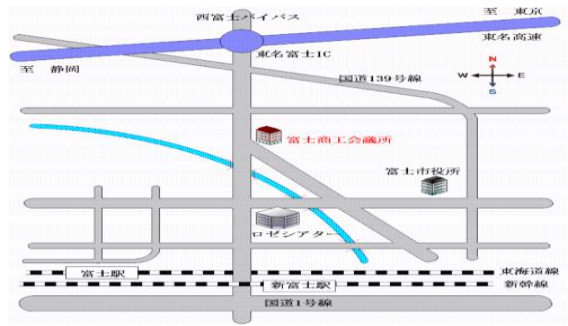 西富士バイパス
至 東京
東名高速
東名富士IC
至 静岡
国道139号線
N
W
E
S
富士商工会議所
富士市役所
ロゼシアター
富士駅
東海道線
新富士駅
新幹線
国道1号線